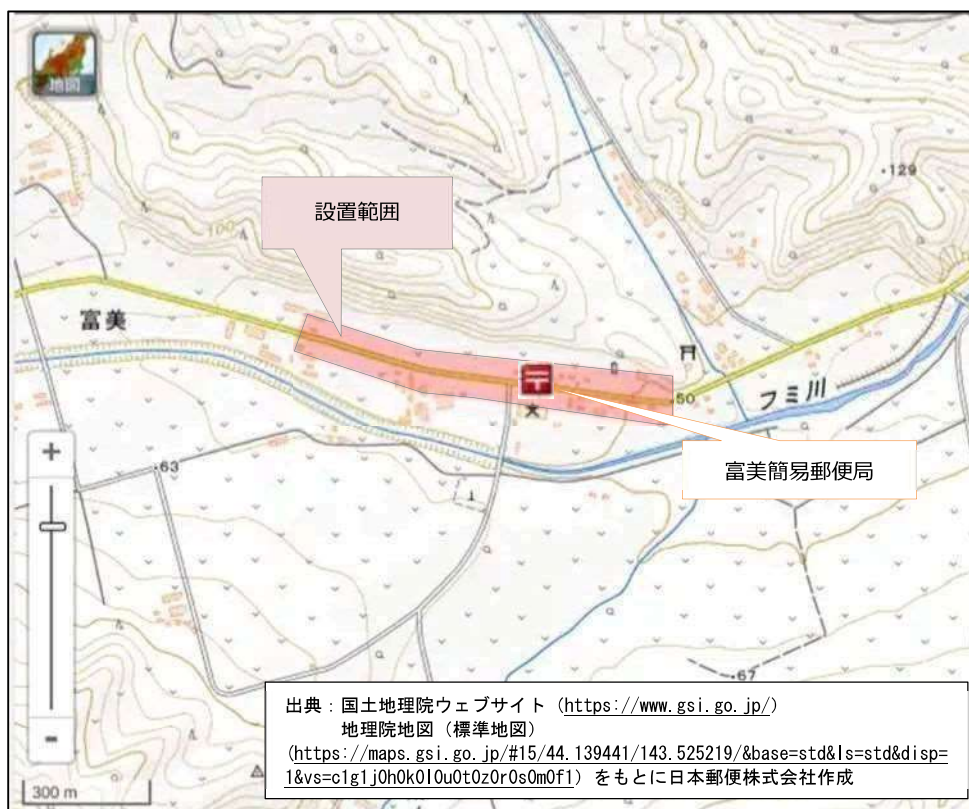 地図
・129
設置範囲
100
富美
〒
フミ川
50
富美簡易郵便局
+
・63
-
・67
300 m
出典：国土地理院ウェブサイト（https://www.gsi.go.jp/）
地理院地図（標準地図）
（https://maps.gsi.go.jp/#15/44.139441/143.525219/&base=std&ls=std&disp=
1&vs=c1g1j0h0k0l0u0t0z0r0s0m0f1）をもとに日本郵便株式会社作成